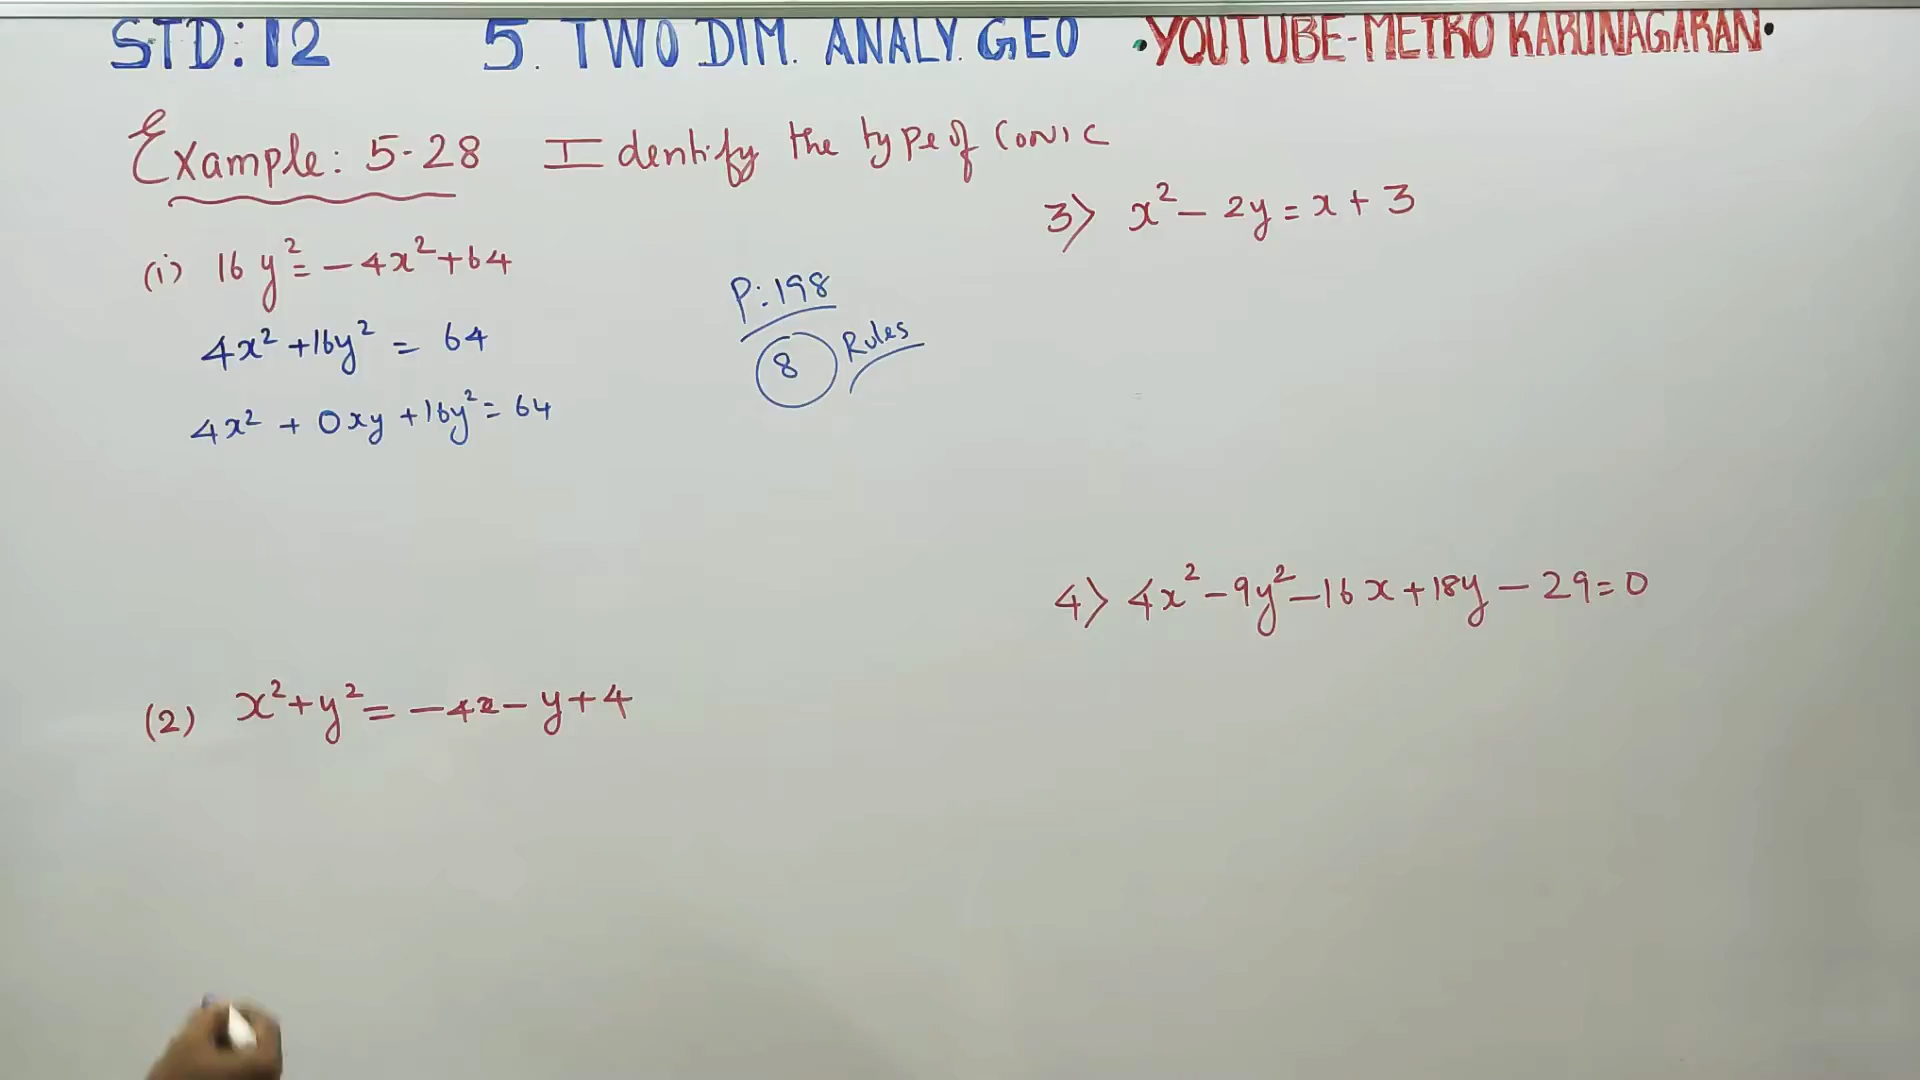 STD: 12 5. TWO DIM. ANALY. GEO •YOUTUBE-METRO KARUNAGARAN•
Example: 5-28 Identify the type of Conic
(i) 16y² = -4x² + 64
4x² + 16y² = 64
4x² + 0xy + 16y² = 64
P: 198
8 Rules
(2) x² + y² = -4x - y + 4
3) x² - 2y = x + 3
4) 4x² - 9y² - 16x + 18y - 29 = 0